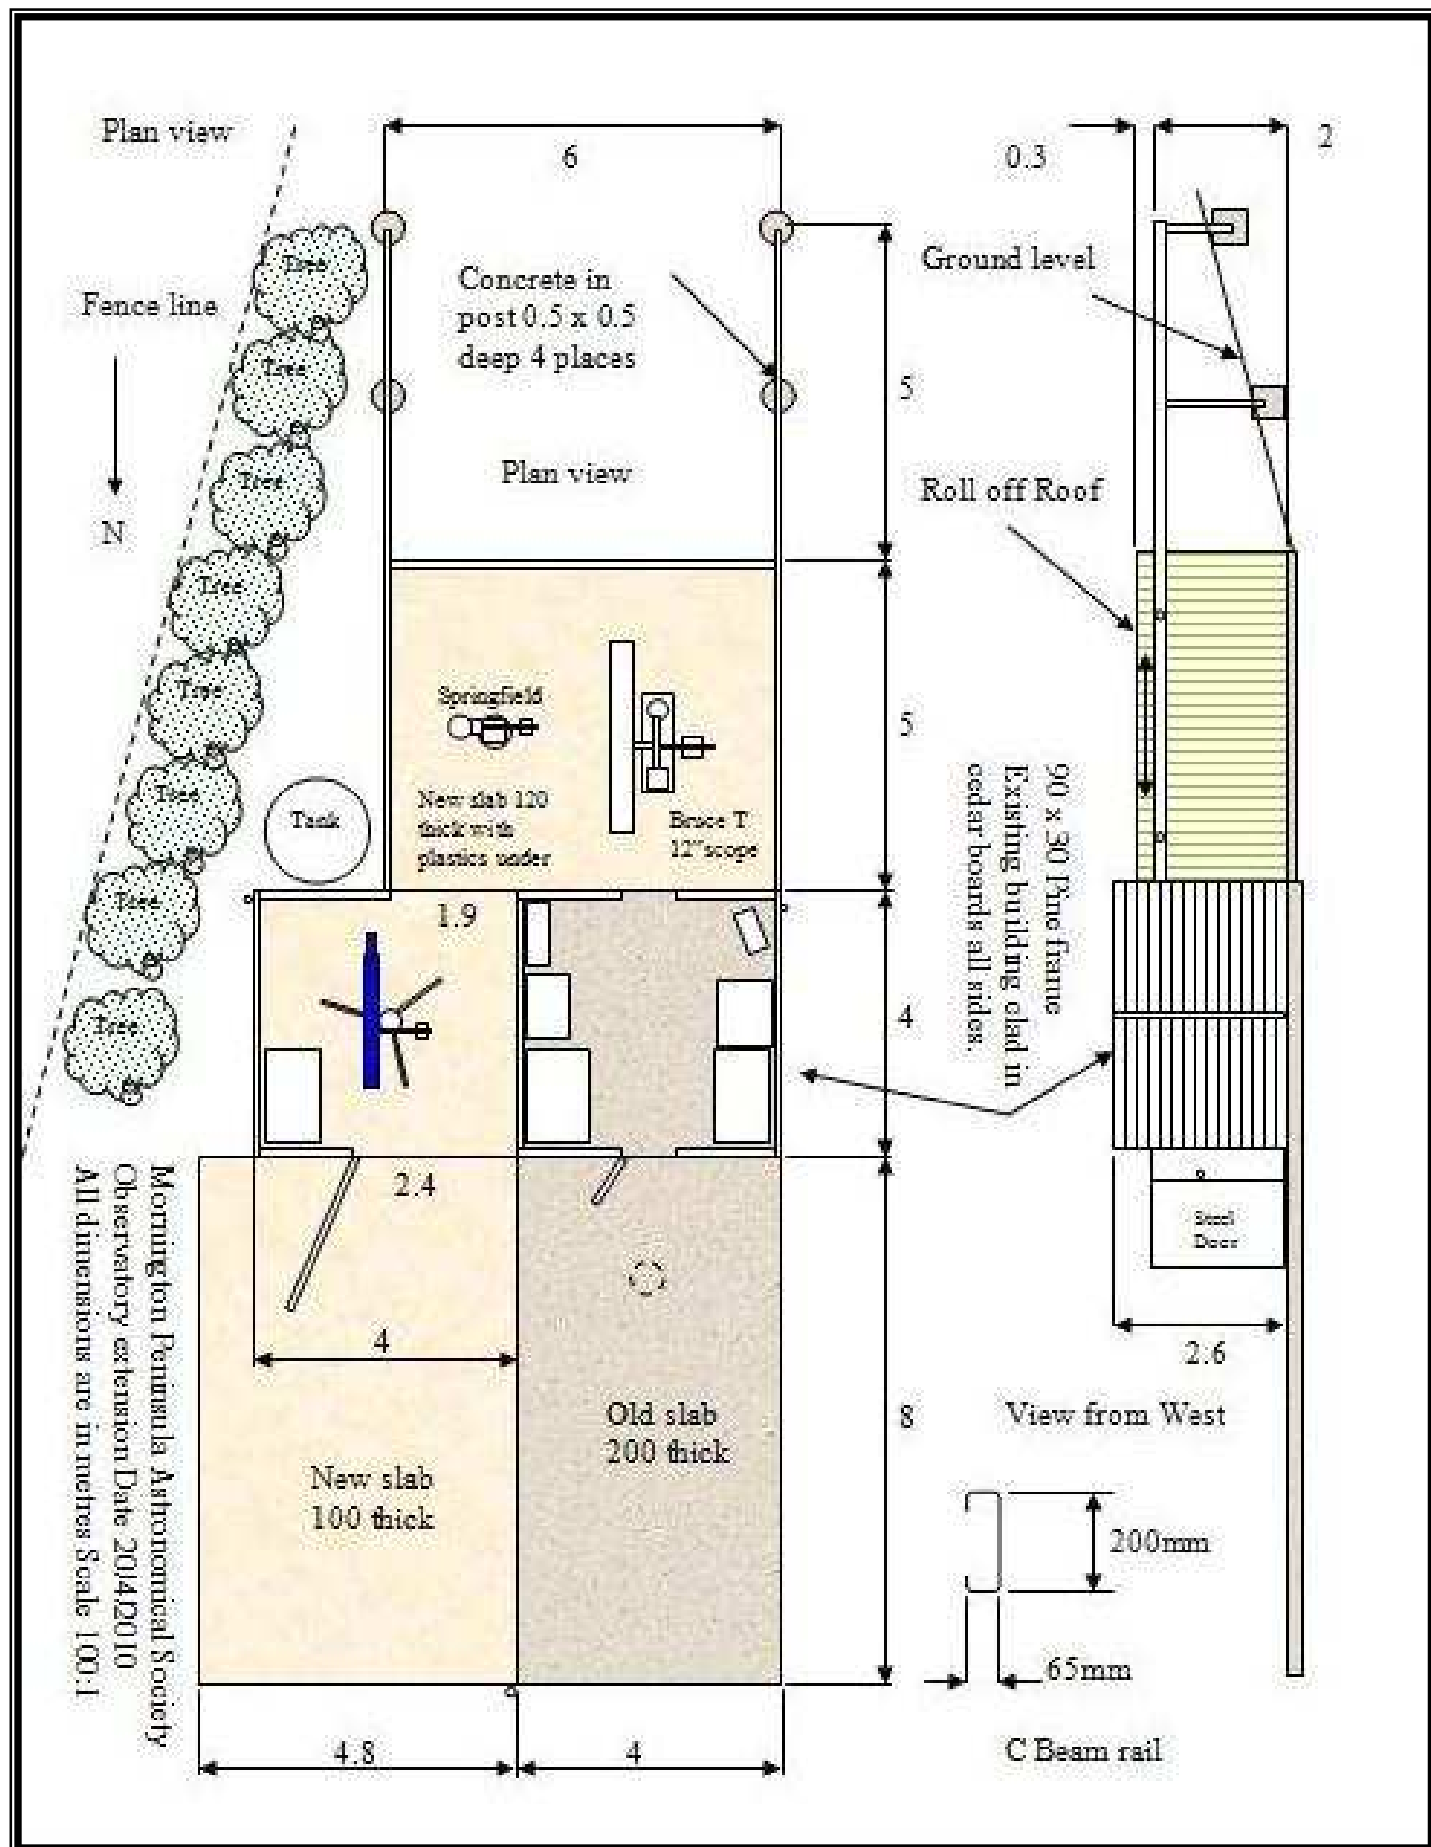 Plan view
6
0.3
2
Tree
Ground level
Fence line
Concrete in
post 0.5 x 0.5
deep 4 places
Tree
5
Plan view
Tree
Roll off Roof
N
Tree
Tree
Springfield
5
Tree
New slab 120
thick with
plastics under
Tank
Bruce T
12" scope
90 x 30 Pine frame
Existing building clad in
cedar boards all sides.
Tree
1.9
4
Tree
2.4
Steel
Door
4
2.6
Old slab
200 thick
8
View from West
New slab
100 thick
200mm
65mm
4.8
4
C Beam rail
Mornington Peninsula Astronomical Society
Observatory extension Date 20/4/2010
All dimensions are in metres Scale 100:1